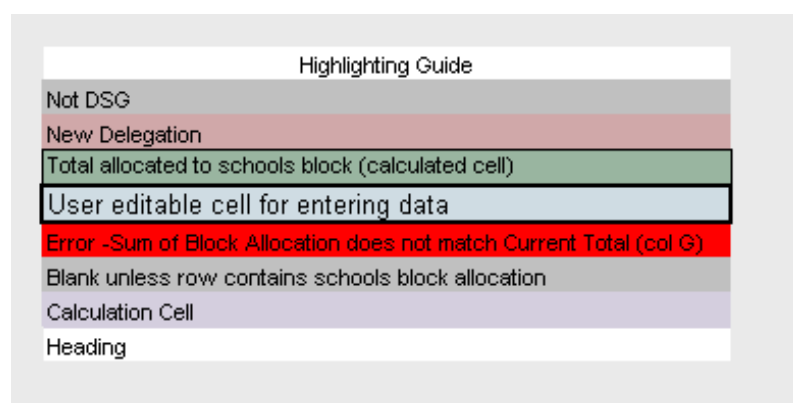 Highlighting Guide
Not DSG
New Delegation
Total allocated to schools block (calculated cell)
User editable cell for entering data
Error -Sum of Block Allocation does not match Current Total (col G)
Blank unless row contains schools block allocation
Calculation Cell
Heading